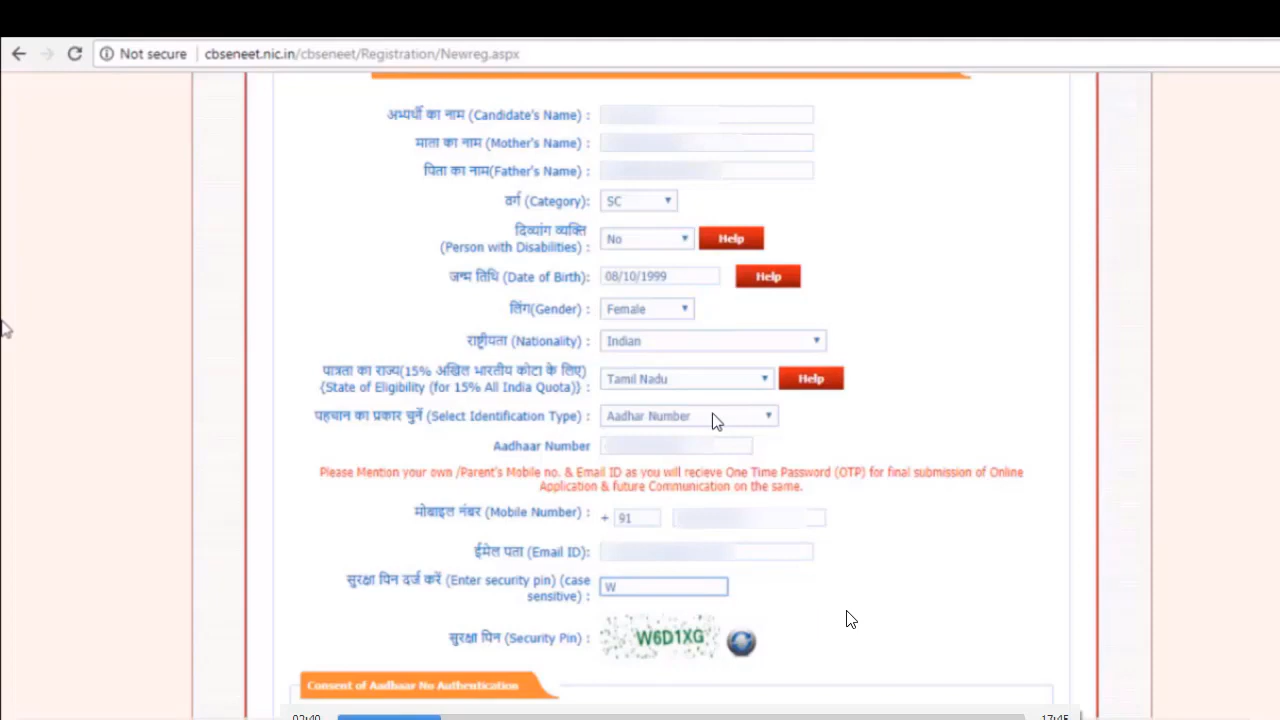 Not secure | cbseneet.nic.in/cbseneet/Registration/Newreg.aspx
अभ्यर्थी का नाम (Candidate's Name) :
माता का नाम (Mother's Name) :
पिता का नाम(Father's Name) :
वर्ग (Category): SC
दिव्यांग व्यक्ति
(Person with Disabilities) : No Help
जन्म तिथि (Date of Birth): 08/10/1999 Help
लिंग(Gender) : Female
राष्ट्रीयता (Nationality) : Indian
पात्रता का राज्य(15% अखिल भारतीय कोटा के लिए)
{State of Eligibility (for 15% All India Quota)} : Tamil Nadu Help
पहचान का प्रकार चुनें (Select Identification Type) : Aadhar Number
Aadhaar Number
Please Mention your own /Parent's Mobile no. & Email ID as you will recieve One Time Password (OTP) for final submission of Online
Application & future Communication on the same.
मोबाइल नंबर (Mobile Number) : + 91
ईमेल पता (Email ID):
सुरक्षा पिन दर्ज करें (Enter security pin) (case
sensitive) : W
सुरक्षा पिन (Security Pin) : W6D1XG
Consent of Aadhaar No Authentication
02:40 17:45